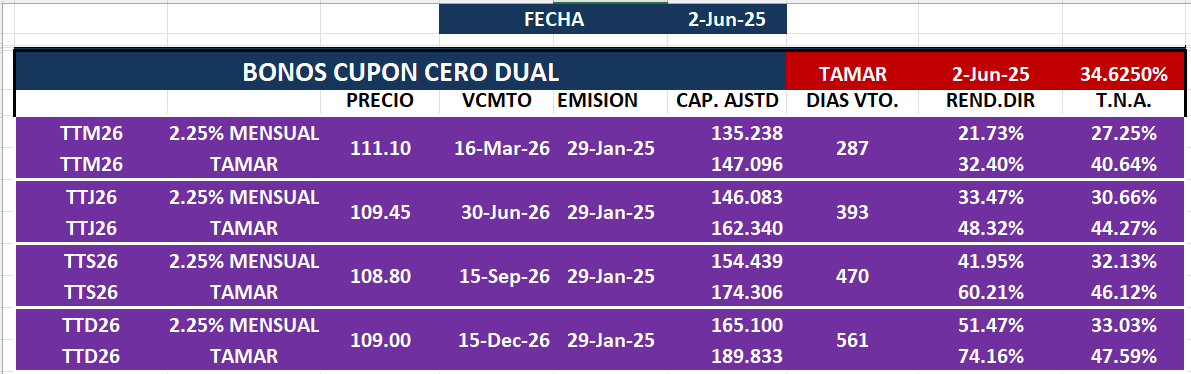 FECHA 2-Jun-25
BONOS CUPON CERO DUAL TAMAR 2-Jun-25 34.6250%
PRECIO VCMTO EMISION CAP. AJSTD DIAS VTO. REND.DIR T.N.A.
TTM26 2.25% MENSUAL 111.10 16-Mar-26 29-Jan-25 135.238 287 21.73% 27.25%
TTM26 TAMAR 147.096 32.40% 40.64%
TTJ26 2.25% MENSUAL 109.45 30-Jun-26 29-Jan-25 146.083 393 33.47% 30.66%
TTJ26 TAMAR 162.340 48.32% 44.27%
TTS26 2.25% MENSUAL 108.80 15-Sep-26 29-Jan-25 154.439 470 41.95% 32.13%
TTS26 TAMAR 174.306 60.21% 46.12%
TTD26 2.25% MENSUAL 109.00 15-Dec-26 29-Jan-25 165.100 561 51.47% 33.03%
TTD26 TAMAR 189.833 74.16% 47.59%